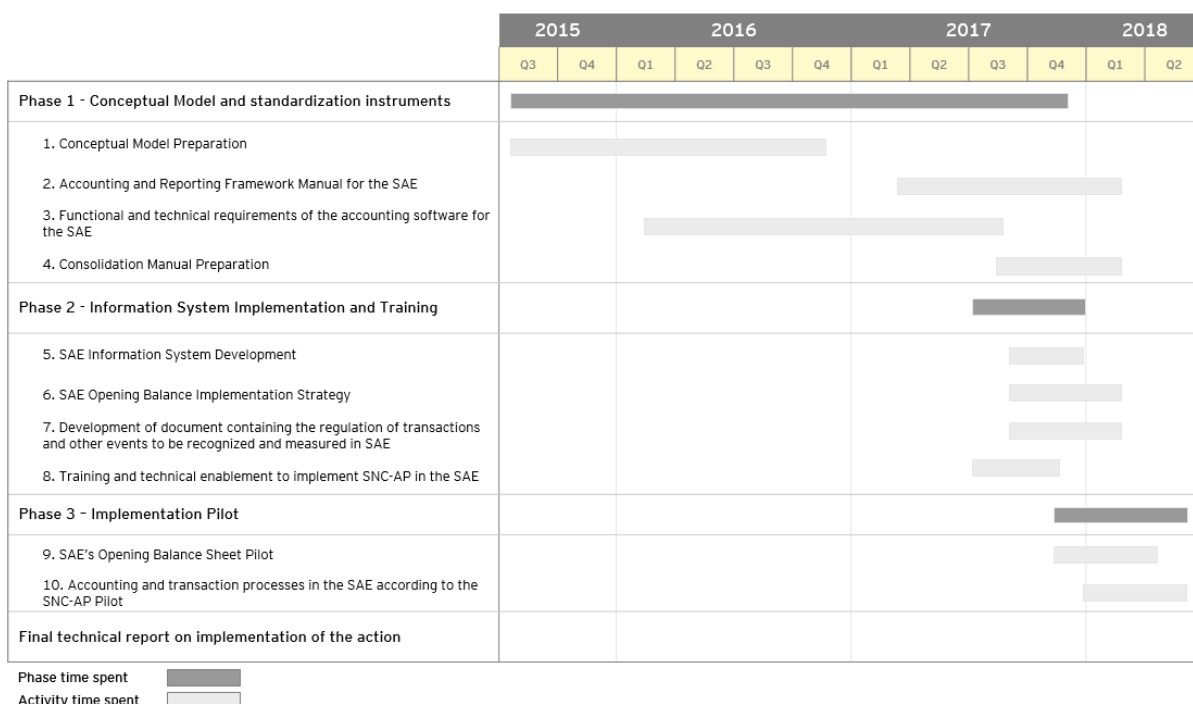 2015 2016 2017 2018
Q3 Q4 Q1 Q2 Q3 Q4 Q1 Q2 Q3 Q4 Q1 Q2
Phase 1 - Conceptual Model and standardization instruments
1. Conceptual Model Preparation
2. Accounting and Reporting Framework Manual for the SAE
3. Functional and technical requirements of the accounting software for
the SAE
4. Consolidation Manual Preparation
Phase 2 - Information System Implementation and Training
5. SAE Information System Development
6. SAE Opening Balance Implementation Strategy
7. Development of document containing the regulation of transactions
and other events to be recognized and measured in SAE
8. Training and technical enablement to implement SNC-AP in the SAE
Phase 3 – Implementation Pilot
9. SAE's Opening Balance Sheet Pilot
10. Accounting and transaction processes in the SAE according to the
SNC-AP Pilot
Final technical report on implementation of the action
Phase time spent
Activity time spent